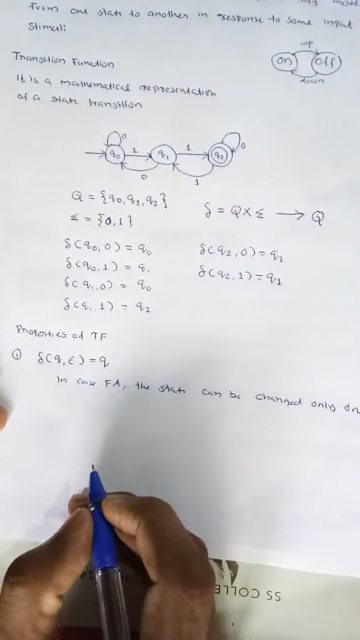 from one state to another in response to some input
stimuli
up
on off
down
Transition Function
It is a mathematical representation
of a state transition
0 0
q0 1 q1 1 q2
0 1
Q = {q0, q1, q2}
δ = Q × Σ → Q
Σ = {0, 1}
δ(q0, 0) = q0
δ(q2, 0) = q2
δ(q0, 1) = q1
δ(q2, 1) = q1
δ(q1, 0) = q0
δ(q1, 1) = q2
Properties of TF
① δ(q, ε) = q
In case FA, the state can be changed only on
SS COLLE